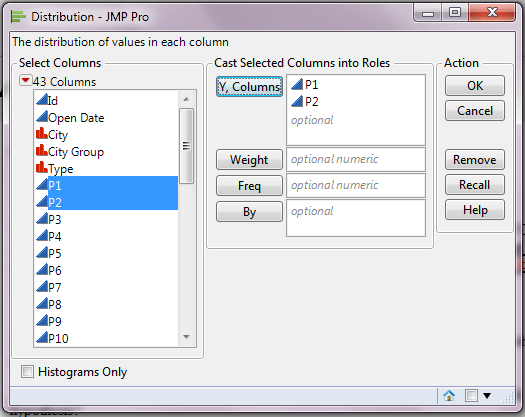 Distribution - JMP Pro
The distribution of values in each column
Select Columns
43 Columns
Id
Open Date
City
City Group
Type
P1
P2
P3
P4
P5
P6
P7
P8
P9
P10
Histograms Only
Cast Selected Columns into Roles
Y, Columns
P1
P2
optional
Weight
optional numeric
Freq
optional numeric
By
optional
Action
OK
Cancel
Remove
Recall
Help